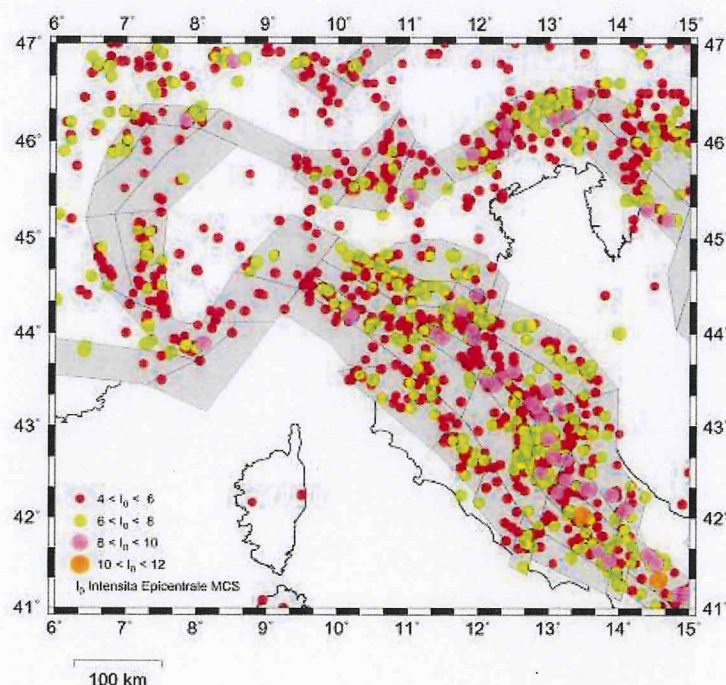 6° 7° 8° 9° 10° 11° 12° 13° 14° 15°
47° 47°
46° 46°
45° 45°
44° 44°
43° 43°
42° 42°
41° 41°
4 < I₀ < 6
6 < I₀ < 8
8 < I₀ < 10
10 < I₀ < 12
I₀ Intensita Epicentrale MCS
6° 7° 8° 9° 10° 11° 12° 13° 14° 15°
100 km